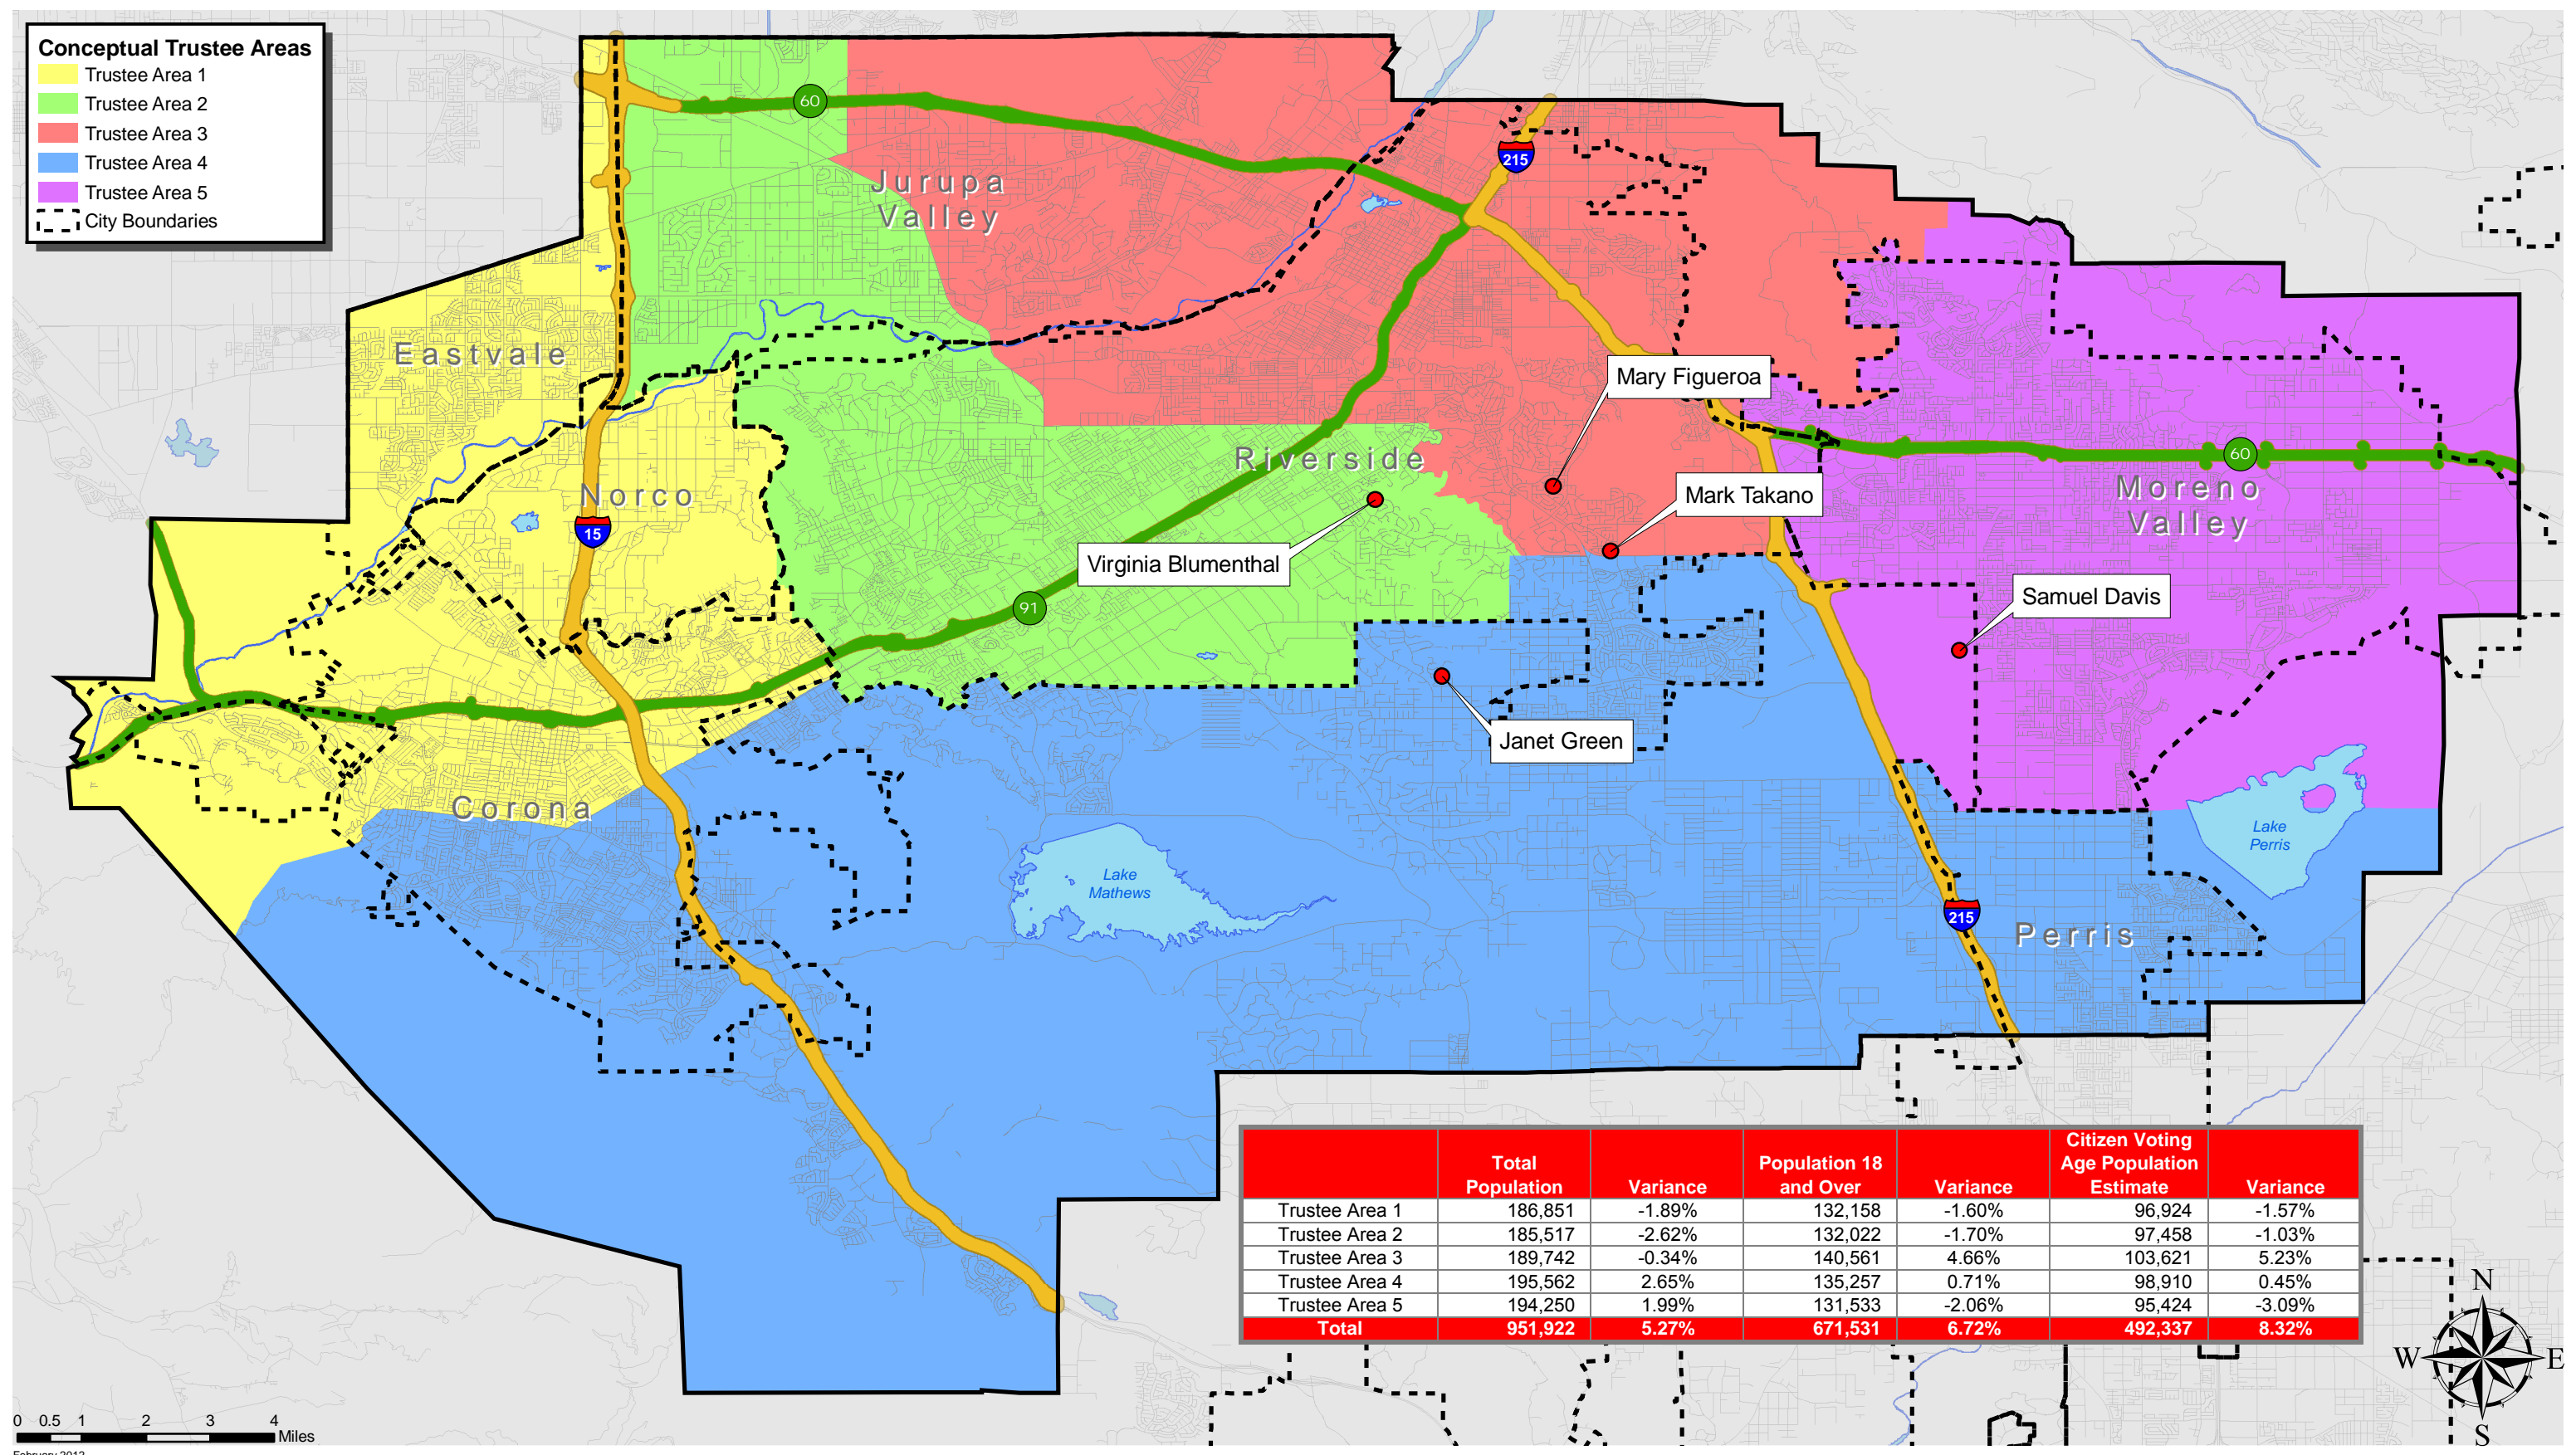 Conceptual Trustee Areas
Trustee Area 1
Trustee Area 2
Trustee Area 3
Trustee Area 4
Trustee Area 5
City Boundaries
60
215
Jurupa
Valley
Eastvale
Mary Figueroa
Riverside
60
Norco
Mark Takano
Moreno
Valley
15
Virginia Blumenthal
91
Samuel Davis
Janet Green
Corona
Lake
Perris
Lake
Mathews
215
Perris
Total Population Variance Population 18 and Over Variance Citizen Voting Age Population Estimate Variance
Trustee Area 1 186,851 -1.89% 132,158 -1.60% 96,924 -1.57%
Trustee Area 2 185,517 -2.62% 132,022 -1.70% 97,458 -1.03%
Trustee Area 3 189,742 -0.34% 140,561 4.66% 103,621 5.23%
Trustee Area 4 195,562 2.65% 135,257 0.71% 98,910 0.45%
Trustee Area 5 194,250 1.99% 131,533 -2.06% 95,424 -3.09%
Total 951,922 5.27% 671,531 6.72% 492,337 8.32%
N
W E
S
0 0.5 1 2 3 4
Miles